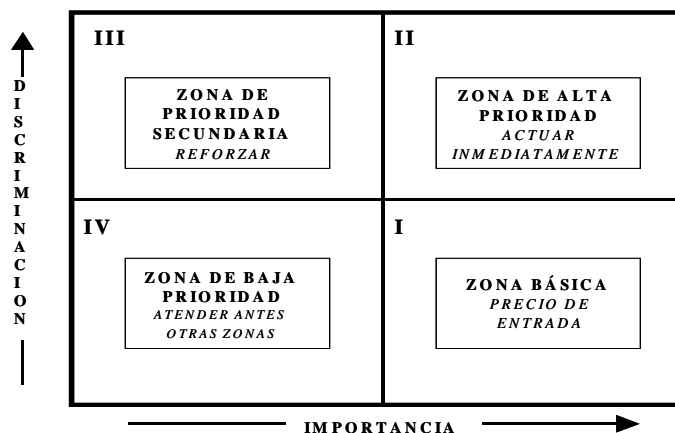 III
ZONA DE
PRIORIDAD
SECUNDARIA
REFORZAR
II
ZONA DE ALTA
PRIORIDAD
ACTUAR
INMEDIATAMENTE
DISCRIMINACION
IV
ZONA DE BAJA
PRIORIDAD
ATENDER ANTES
OTRAS ZONAS
I
ZONA BÁSICA
PRECIO DE
ENTRADA
IMPORTANCIA